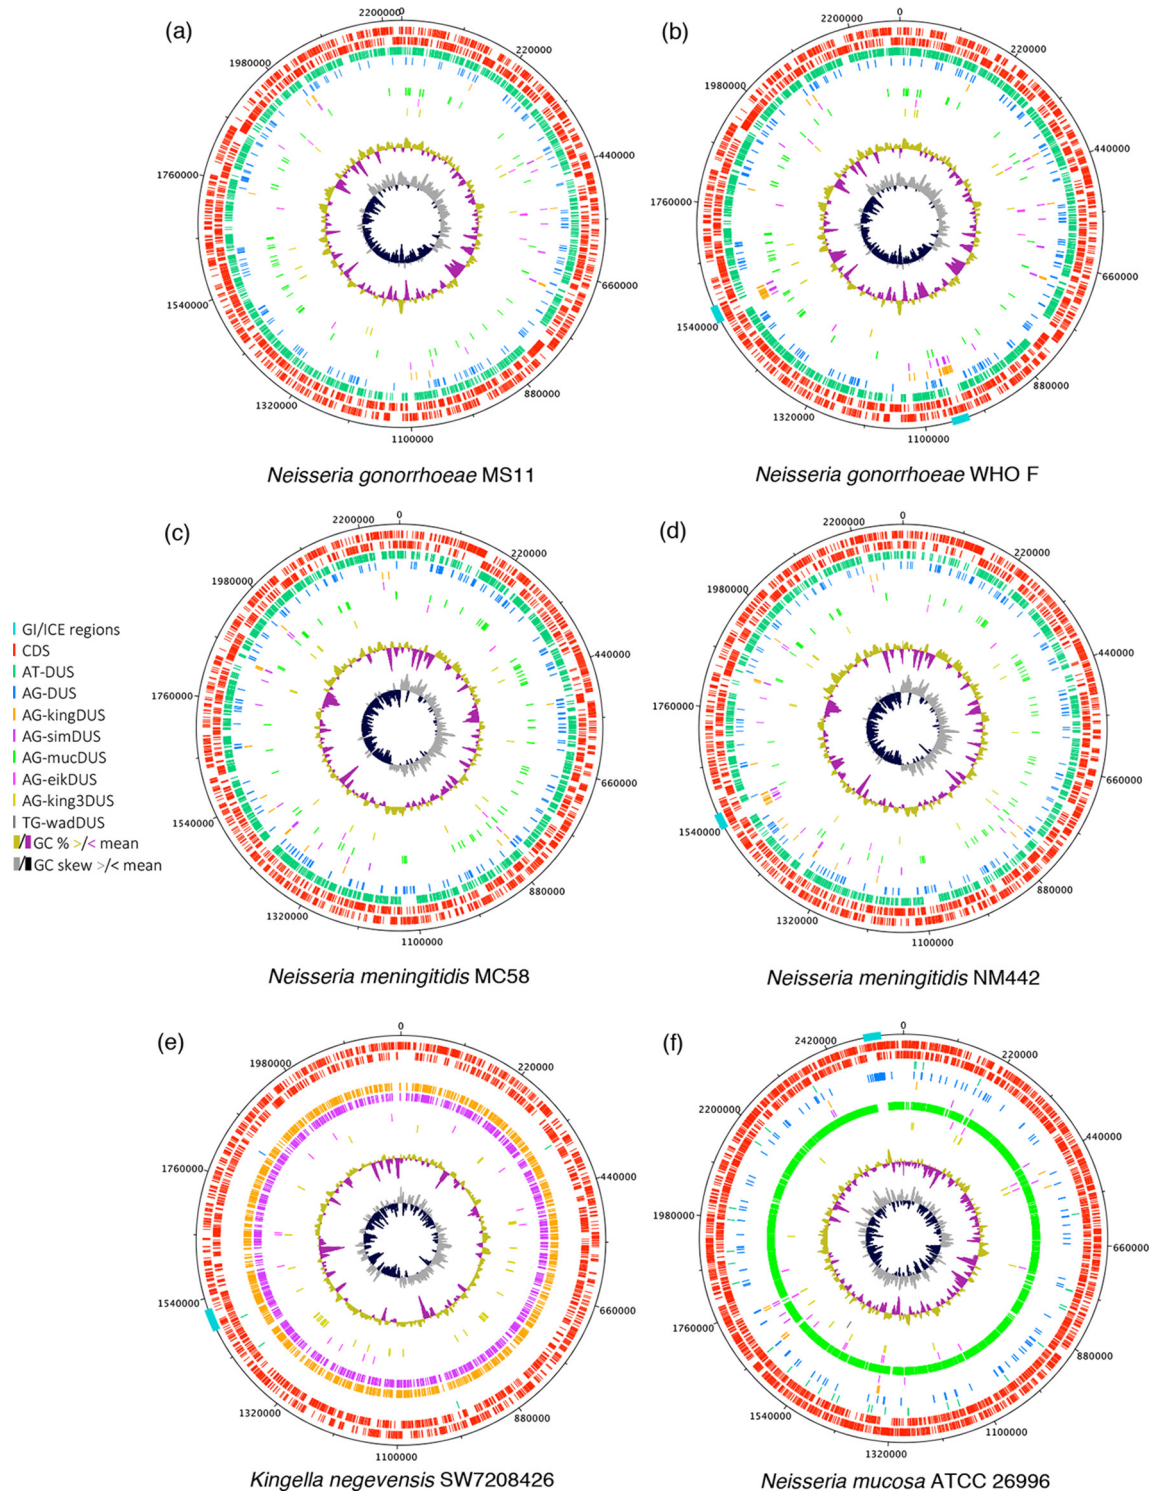 (a)
2200000
0
220000
440000
660000
880000
1100000
1320000
1540000
1760000
1980000
Neisseria gonorrhoeae MS11
(b)
2200000
0
220000
440000
660000
880000
1100000
1320000
1540000
1760000
1980000
Neisseria gonorrhoeae WHO F
GI/ICE regions
CDS
AT-DUS
AG-DUS
AG-kingDUS
AG-simDUS
AG-mucDUS
AG-eikDUS
AG-king3DUS
TG-wadDUS
/ GC % >/< mean
/ GC skew >/< mean
(c)
2200000
0
220000
440000
660000
880000
1100000
1320000
1540000
1760000
1980000
Neisseria meningitidis MC58
(d)
2200000
0
220000
440000
660000
880000
1100000
1320000
1540000
1760000
1980000
Neisseria meningitidis NM442
(e)
0
220000
440000
660000
880000
1100000
1320000
1540000
1760000
1980000
Kingella negevensis SW7208426
(f)
2420000
0
220000
440000
660000
880000
1100000
1320000
1540000
1760000
1980000
2200000
Neisseria mucosa ATCC 26996